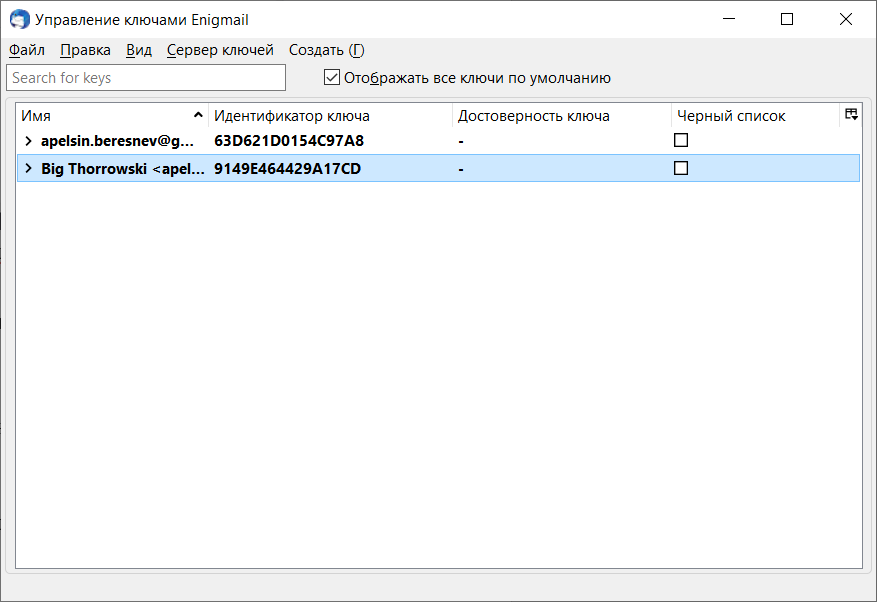 Управление ключами Enigmail
Файл Правка Вид Сервер ключей Создать (Г)
Search for keys Отображать все ключи по умолчанию
Имя Идентификатор ключа Достоверность ключа Черный список
apelsin.beresnev@g... 63D621D0154C97A8 -
Big Thorrowski <apel... 9149E464429A17CD -